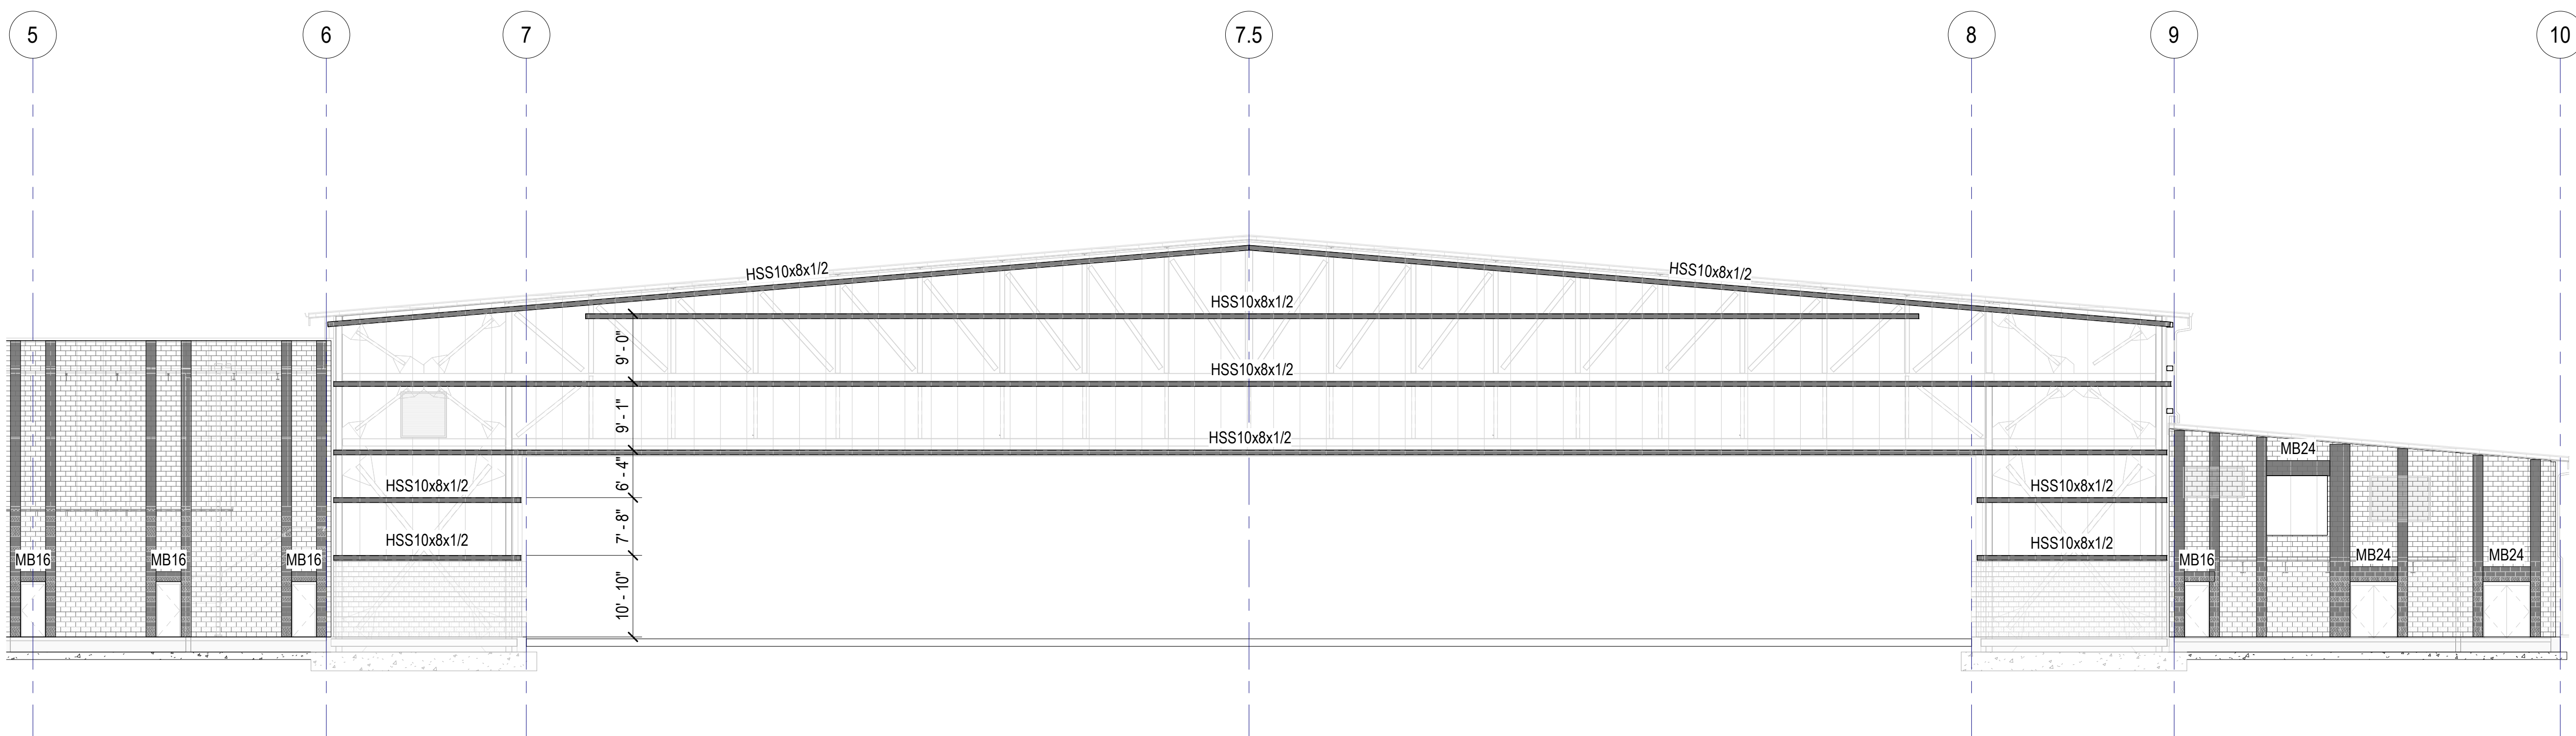 5
6
7
7.5
8
9
10
HSS10x8x1/2
HSS10x8x1/2
HSS10x8x1/2
9' - 0"
HSS10x8x1/2
9' - 1"
HSS10x8x1/2
6' - 4"
MB24
HSS10x8x1/2
HSS10x8x1/2
7' - 8"
HSS10x8x1/2
HSS10x8x1/2
MB16
MB16
MB16
MB16
MB24
MB24
10' - 10"